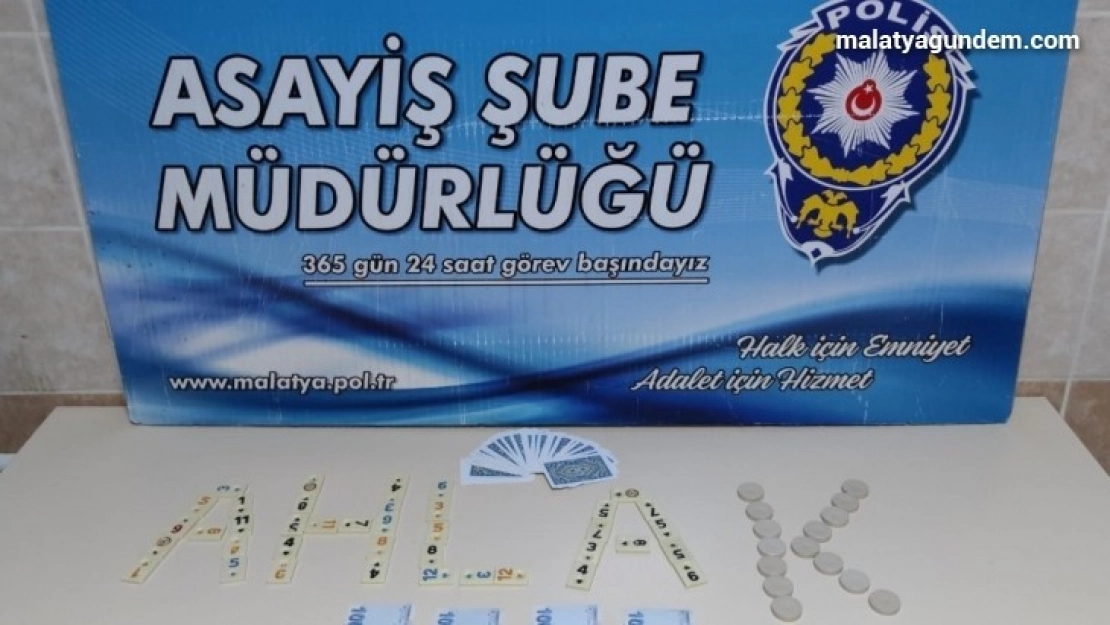 POLİS
malatyagundem.com
ASAYİŞ ŞUBE
MÜDÜRLÜĞÜ
365 gün 24 saat görev başındayız
Halk için Emniyet
www.malatya.pol.tr
Adalet için Hizmet
AHLAK